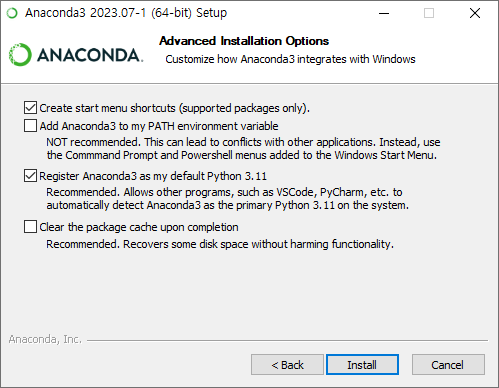 Anaconda3 2023.07-1 (64-bit) Setup
ANACONDA.
Advanced Installation Options
Customize how Anaconda3 integrates with Windows
Create start menu shortcuts (supported packages only).
Add Anaconda3 to my PATH environment variable
NOT recommended. This can lead to conflicts with other applications. Instead, use
the Commmand Prompt and Powershell menus added to the Windows Start Menu.
Register Anaconda3 as my default Python 3.11
Recommended. Allows other programs, such as VSCode, PyCharm, etc. to
automatically detect Anaconda3 as the primary Python 3.11 on the system.
Clear the package cache upon completion
Recommended. Recovers some disk space without harming functionality.
Anaconda, Inc.
< Back
Install
Cancel